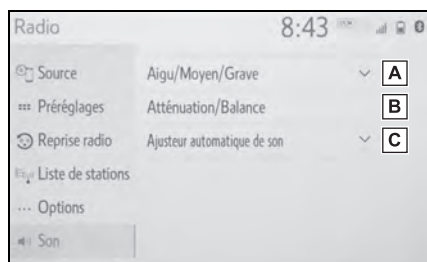 Radio 8:43
Source
Aigu/Moyen/Grave A
Préréglages
Atténuation/Balance B
Reprise radio
Ajusteur automatique de son C
Liste de stations
... Options
Son